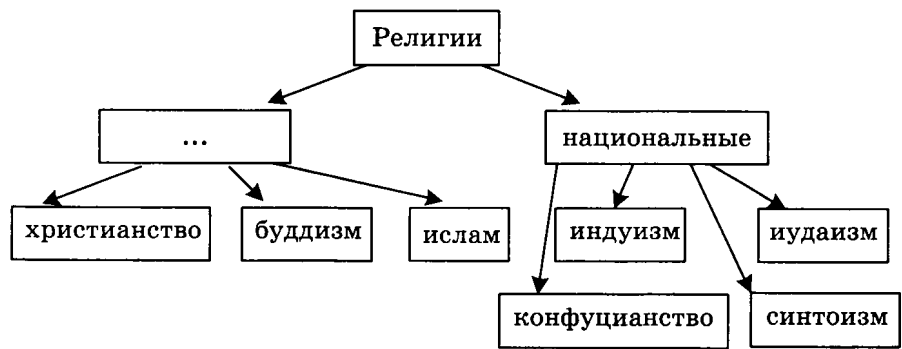 Религии
...
национальные
христианство
буддизм
ислам
индуизм
иудаизм
конфуцианство
синтоизм